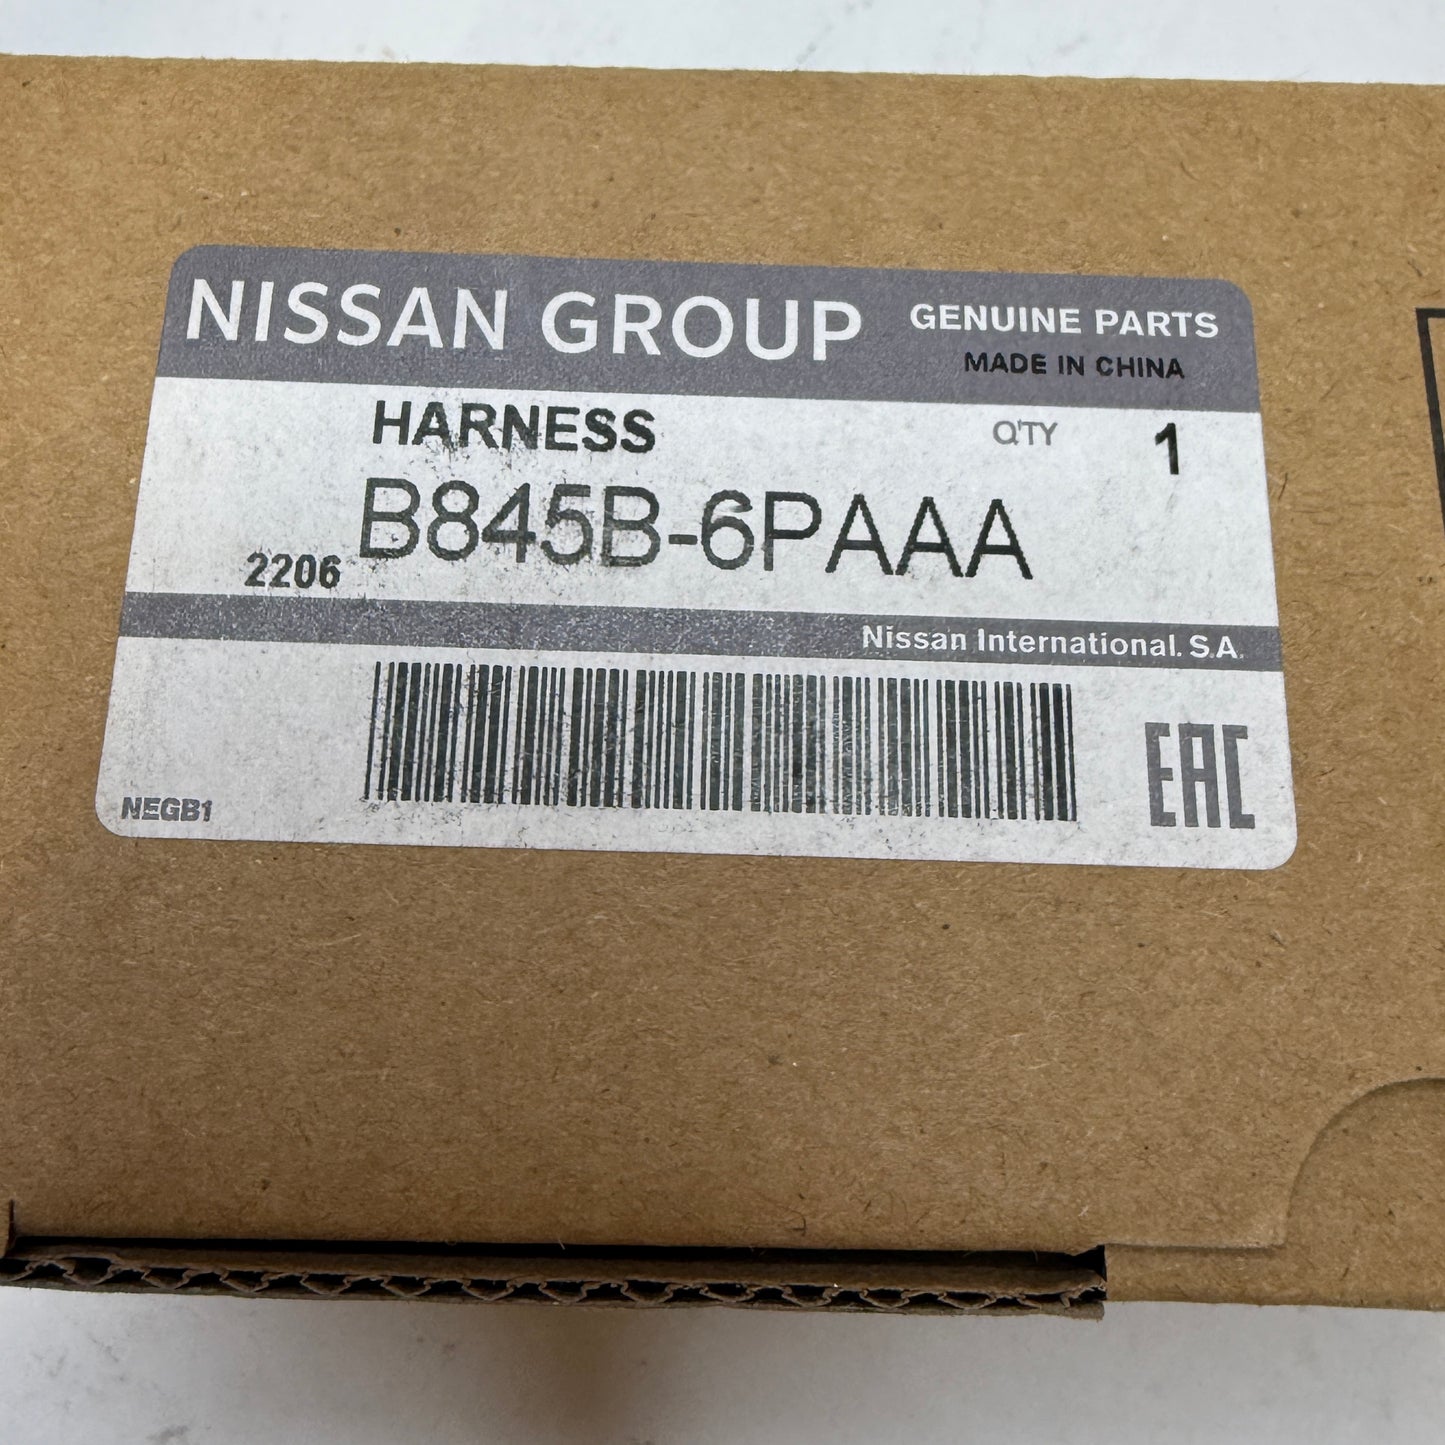 NISSAN GROUP GENUINE PARTS
MADE IN CHINA
HARNESS Q'TY 1
B845B-6PAAA
2206
Nissan International. S.A.
NEGB1
EAC